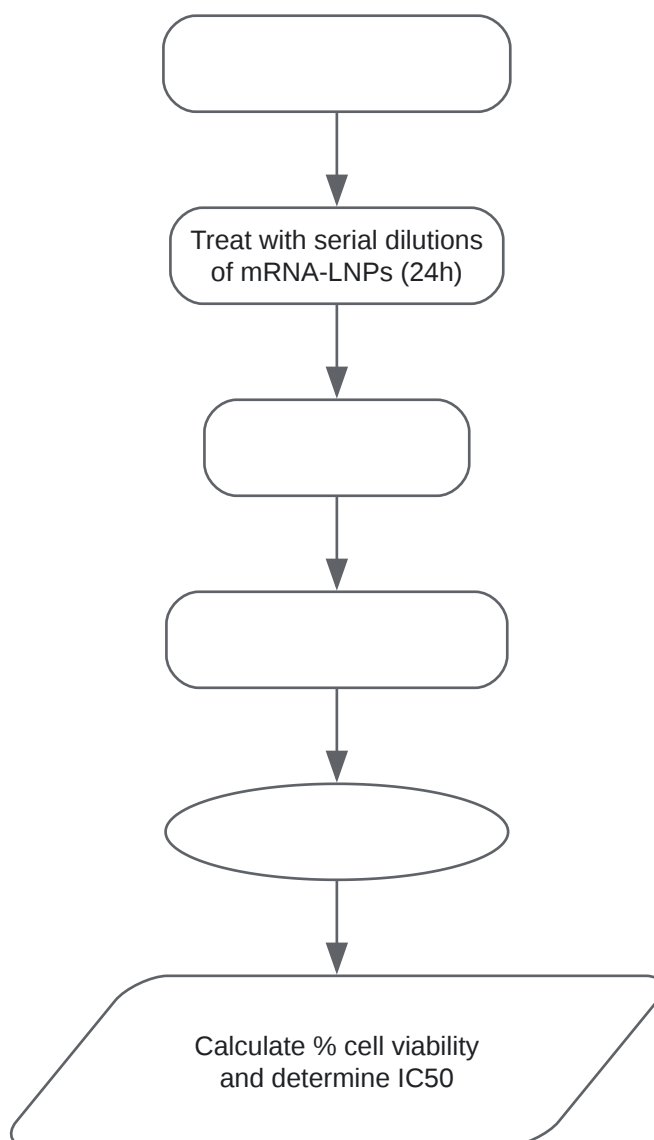 Treat with serial dilutions
of mRNA-LNPs (24h)
Calculate % cell viability
and determine IC50